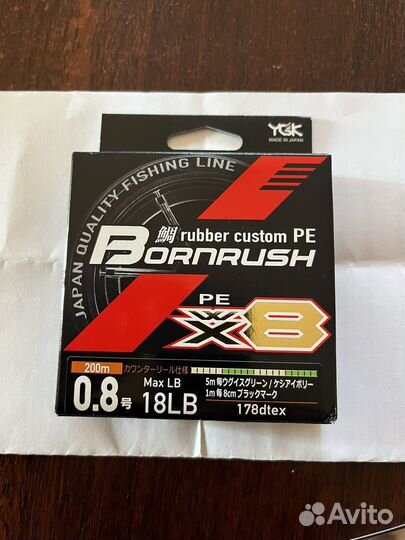 YGK
MADE IN JAPAN
JAPAN QUALITY FISHING LINE
鯛 rubber custom PE
BORNRUSH
PE
X8
200m カウンターリール仕様
0.8号
Max LB
18LB
5m毎ウグイスグリーン/ケシアイボリー
1m毎8cmブラックマーク
178dtex
Avito